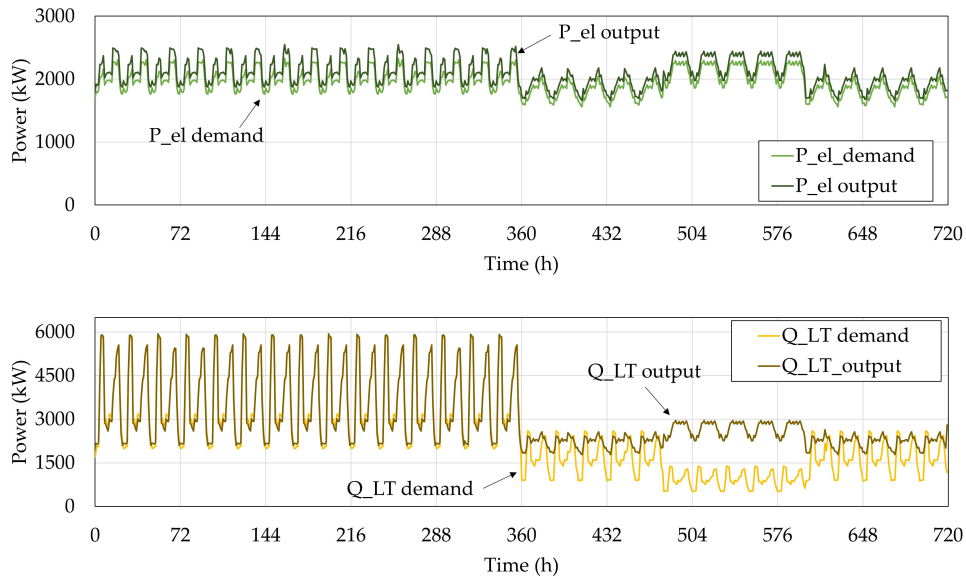 3000
2000
1000
0
Power (kW)
P_el output
P_el demand
P_el_demand
P_el output
0 72 144 216 288 360 432 504 576 648 720
Time (h)
6000
4500
3000
1500
0
Power (kW)
Q_LT demand
Q_LT_output
Q_LT output
Q_LT demand
0 72 144 216 288 360 432 504 576 648 720
Time (h)